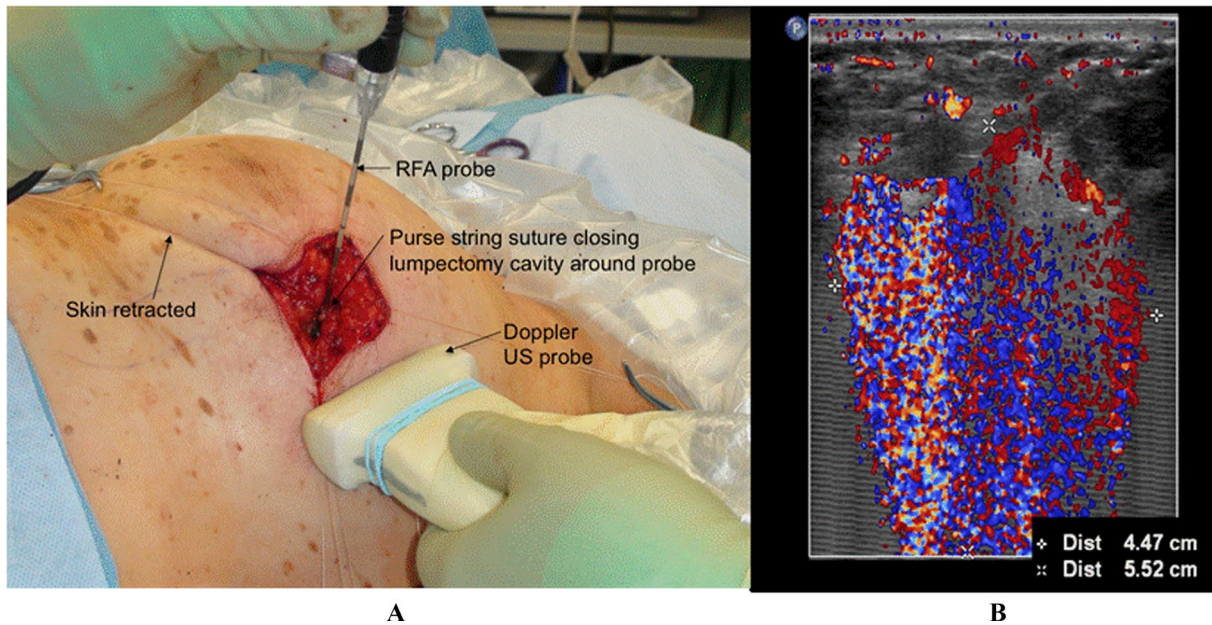 RFA probe
Purse string suture closing
lumpectomy cavity around probe
Skin retracted
Doppler
US probe
P
Dist 4.47 cm
Dist 5.52 cm
A
B